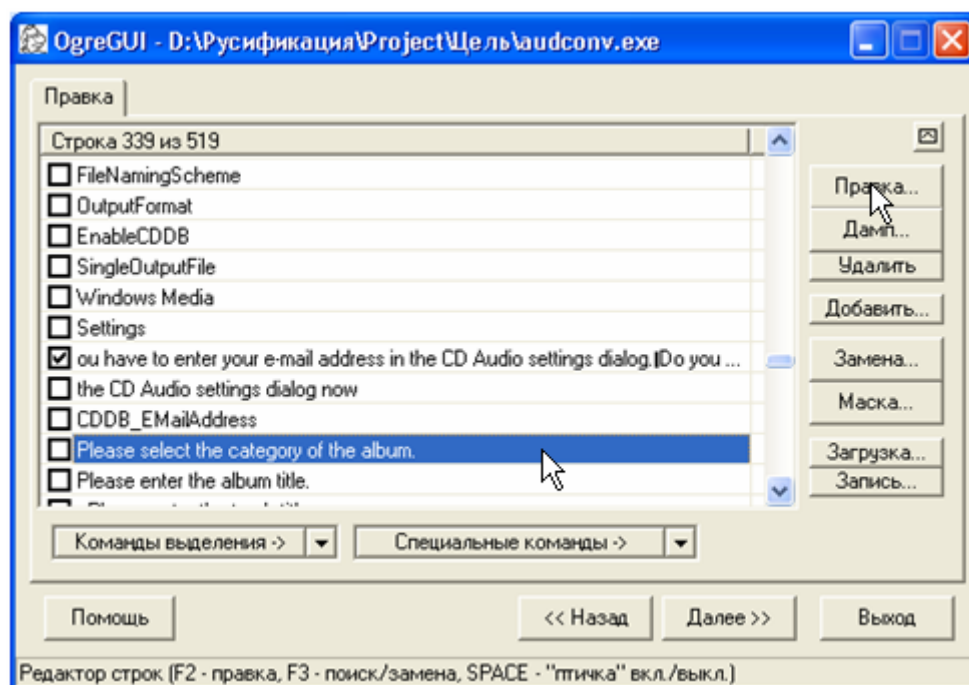 OgreGUI - D:\Русификация\Project\Цель\audconv.exe
Правка
Строка 339 из 519
FileNamingScheme
OutputFormat
EnableCDDB
SingleOutputFile
Windows Media
Settings
ou have to enter your e-mail address in the CD Audio settings dialog.|Do you ...
the CD Audio settings dialog now
CDDB_EMailAddress
Please select the category of the album.
Please enter the album title.
Правка...
Дамп...
Удалить
Добавить...
Замена...
Маска...
Загрузка...
Запись...
Команды выделения ->
Специальные команды ->
Помощь
<< Назад
Далее >>
Выход
Редактор строк (F2 - правка, F3 - поиск/замена, SPACE - "птичка" вкл./выкл.)